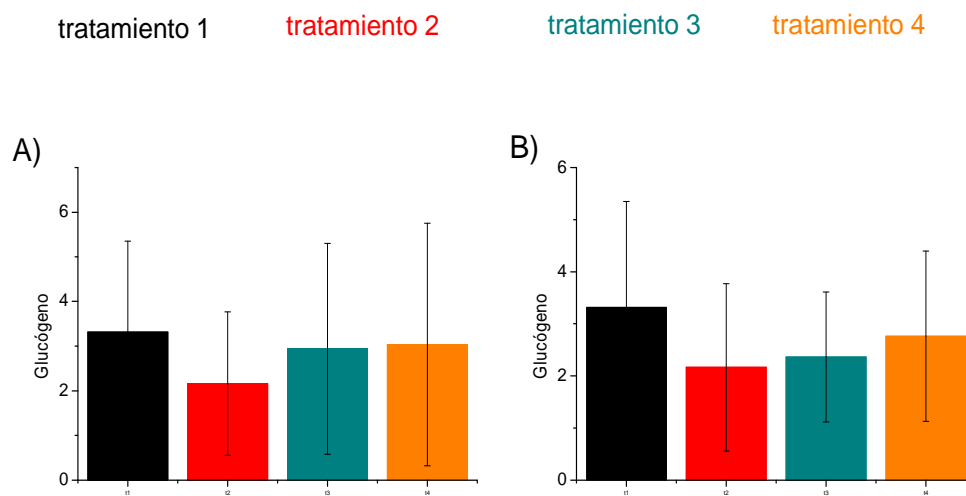 tratamiento 1 tratamiento 2 tratamiento 3 tratamiento 4
A)
Glucógeno
6
4
2
0
t1 t2 t3 t4
B)
Glucógeno
6
4
2
0
t1 t2 t3 t4